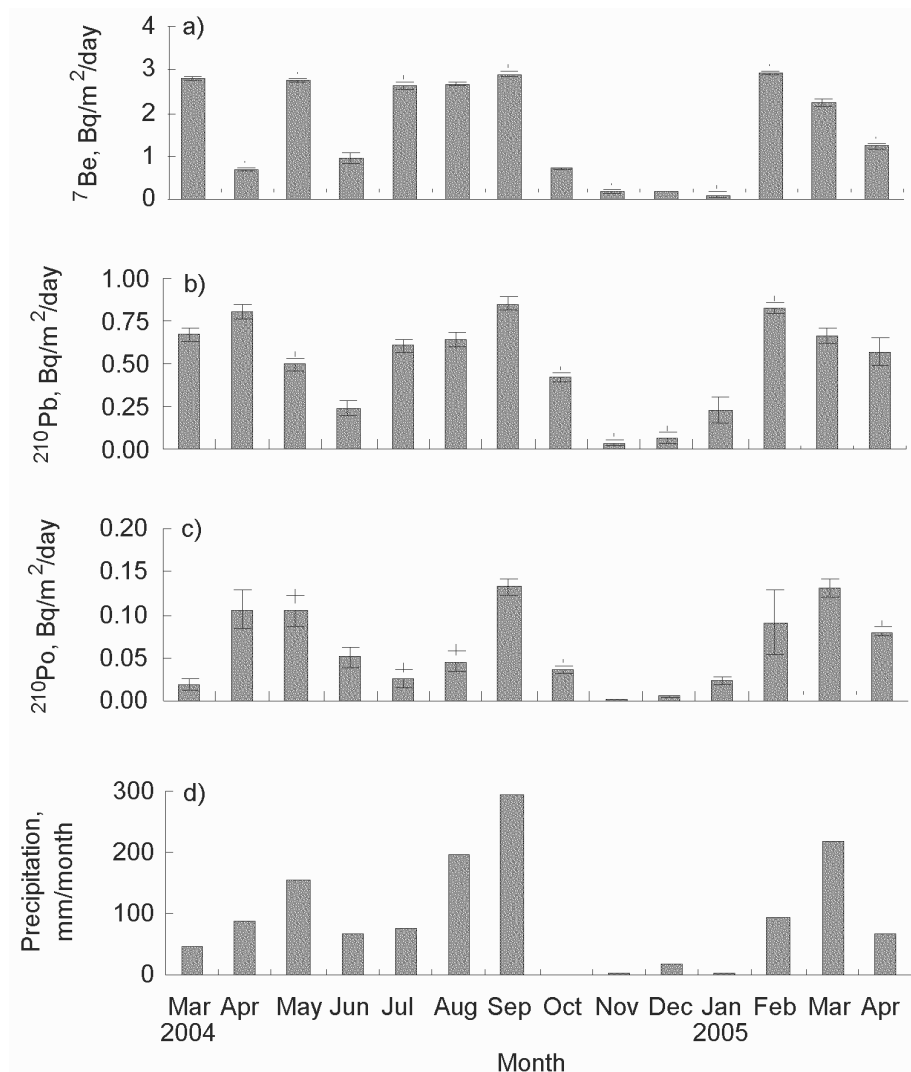 a)
4
3
2
1
0
7Be, Bq/m2/day
b)
1.00
0.75
0.50
0.25
0.00
210Pb, Bq/m2/day
c)
0.20
0.15
0.10
0.05
0.00
210Po, Bq/m2/day
d)
300
200
100
0
Precipitation,
mm/month
Mar Apr May Jun Jul Aug Sep Oct Nov Dec Jan Feb Mar Apr
2004 2005
Month